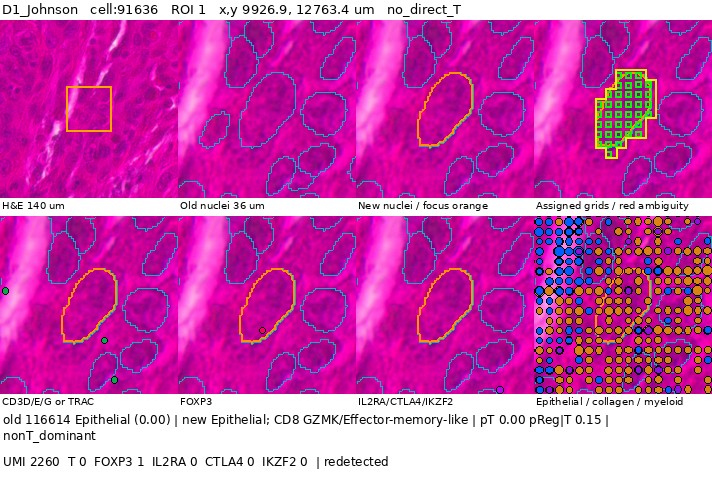 D1_Johnson cell:91636 ROI 1 x,y 9926.9, 12763.4 um no_direct_T
H&E 140 um
Old nuclei 36 um
New nuclei / focus orange
Assigned grids / red ambiguity
CD3D/E/G or TRAC
FOXP3
IL2RA/CTLA4/IKZF2
Epithelial / collagen / myeloid
old 116614 Epithelial (0.00) | new Epithelial; CD8 GZMK/Effector-memory-like | pT 0.00 pReg|T 0.15 |
nonT_dominant
UMI 2260 T 0 FOXP3 1 IL2RA 0 CTLA4 0 IKZF2 0 | redetected